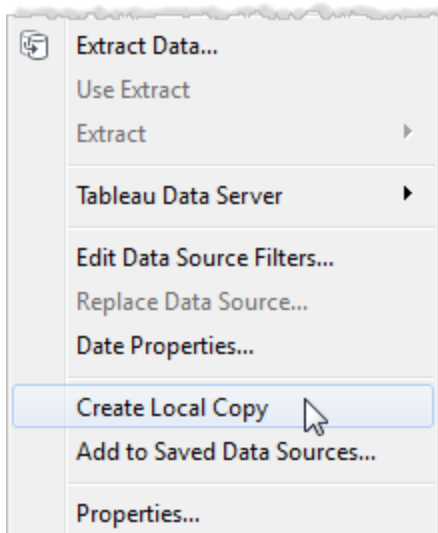 Extract Data...
Use Extract
Extract
Tableau Data Server
Edit Data Source Filters...
Replace Data Source...
Date Properties...
Create Local Copy
Add to Saved Data Sources...
Properties...